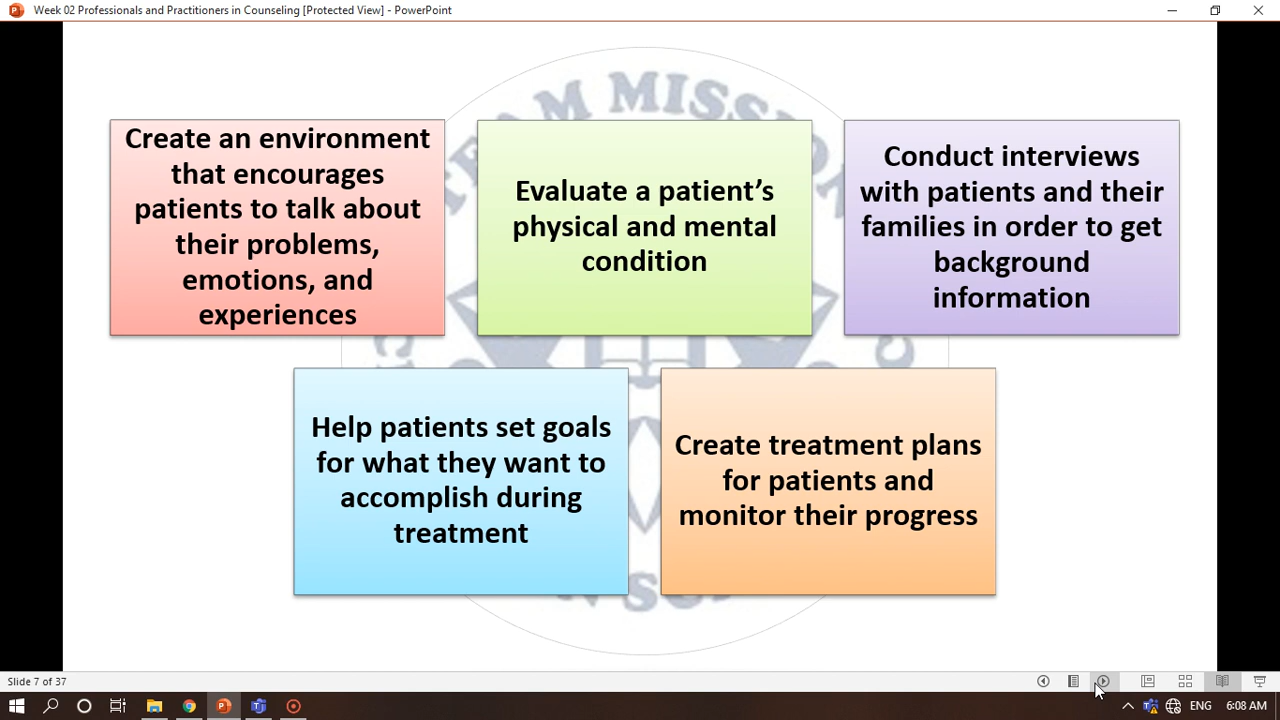 Week 02 Professionals and Practitioners in Counseling [Protected View] - PowerPoint
Create an environment
that encourages
patients to talk about
their problems,
emotions, and
experiences
Evaluate a patient's
physical and mental
condition
Conduct interviews
with patients and their
families in order to get
background
information
Help patients set goals
for what they want to
accomplish during
treatment
Create treatment plans
for patients and
monitor their progress
Slide 7 of 37
ENG
6:08 AM